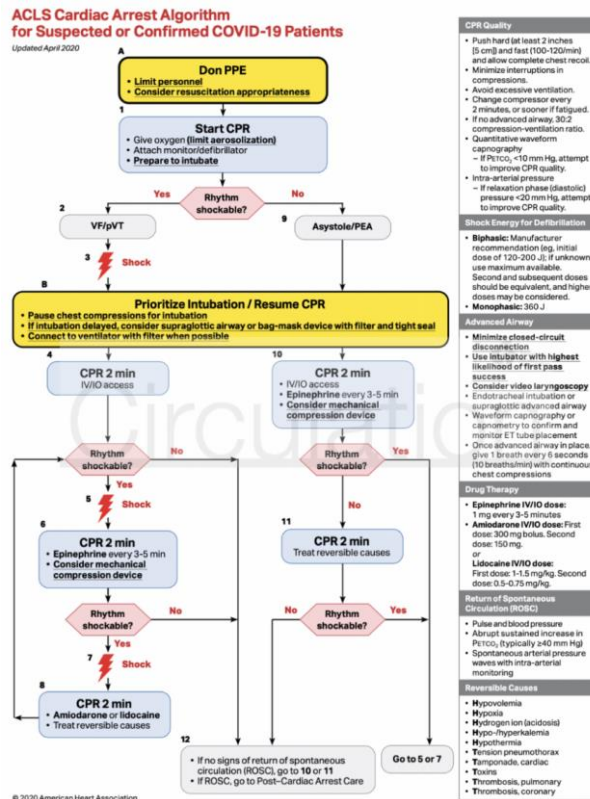 ACLS Cardiac Arrest Algorithm
for Suspected or Confirmed COVID-19 Patients
Updated April 2020
A
Don PPE
• Limit personnel
• Consider resuscitation appropriateness
1
Start CPR
• Give oxygen (limit aerosolization)
• Attach monitor/defibrillator
• Prepare to intubate
Yes
Rhythm
shockable?
No
2
VF/pVT
9
Asystole/PEA
3
Shock
B
Prioritize Intubation / Resume CPR
• Pause chest compressions for intubation
• If intubation delayed, consider supraglottic airway or bag-mask device with filter and tight seal
• Connect to ventilator with filter when possible
4
CPR 2 min
IV/IO access
10
CPR 2 min
• IV/IO access
• Epinephrine every 3-5 min
• Consider mechanical
compression device
Rhythm
shockable?
No
Yes
5
Shock
6
CPR 2 min
• Epinephrine every 3-5 min
• Consider mechanical
compression device
Rhythm
shockable?
No
Yes
7
Shock
8
CPR 2 min
• Amiodarone or lidocaine
• Treat reversible causes
Rhythm
shockable?
Yes
No
11
CPR 2 min
Treat reversible causes
No
Rhythm
shockable?
Yes
12
• If no signs of return of spontaneous
circulation (ROSC), go to 10 or 11
• If ROSC, go to Post–Cardiac Arrest Care
Go to 5 or 7
© 2020 American Heart Association
Circulation
CPR Quality
• Push hard (at least 2 inches
[5 cm]) and fast (100-120/min)
and allow complete chest recoil.
• Minimize interruptions in
compressions.
• Avoid excessive ventilation.
• Change compressor every
2 minutes, or sooner if fatigued.
• If no advanced airway, 30:2
compression-ventilation ratio.
• Quantitative waveform
capnography
– If PETCO2 <10 mm Hg, attempt
to improve CPR quality.
• Intra-arterial pressure
– If relaxation phase (diastolic)
pressure <20 mm Hg, attempt
to improve CPR quality.
Shock Energy for Defibrillation
• Biphasic: Manufacturer
recommendation (eg, initial
dose of 120-200 J); if unknown,
use maximum available.
Second and subsequent doses
should be equivalent, and higher
doses may be considered.
• Monophasic: 360 J
Advanced Airway
• Minimize closed-circuit
disconnection
• Use intubator with highest
likelihood of first pass
success
• Consider video laryngoscopy
• Endotracheal intubation or
supraglottic advanced airway
• Waveform capnography or
capnometry to confirm and
monitor ET tube placement
• Once advanced airway in place,
give 1 breath every 6 seconds
(10 breaths/min) with continuous
chest compressions
Drug Therapy
• Epinephrine IV/IO dose:
1 mg every 3-5 minutes
• Amiodarone IV/IO dose: First
dose: 300 mg bolus. Second
dose: 150 mg.
or
Lidocaine IV/IO dose:
First dose: 1-1.5 mg/kg. Second
dose: 0.5-0.75 mg/kg.
Return of Spontaneous
Circulation (ROSC)
• Pulse and blood pressure
• Abrupt sustained increase in
PETCO2 (typically ≥40 mm Hg)
• Spontaneous arterial pressure
waves with intra-arterial
monitoring
Reversible Causes
• Hypovolemia
• Hypoxia
• Hydrogen ion (acidosis)
• Hypo-/hyperkalemia
• Hypothermia
• Tension pneumothorax
• Tamponade, cardiac
• Toxins
• Thrombosis, pulmonary
• Thrombosis, coronary